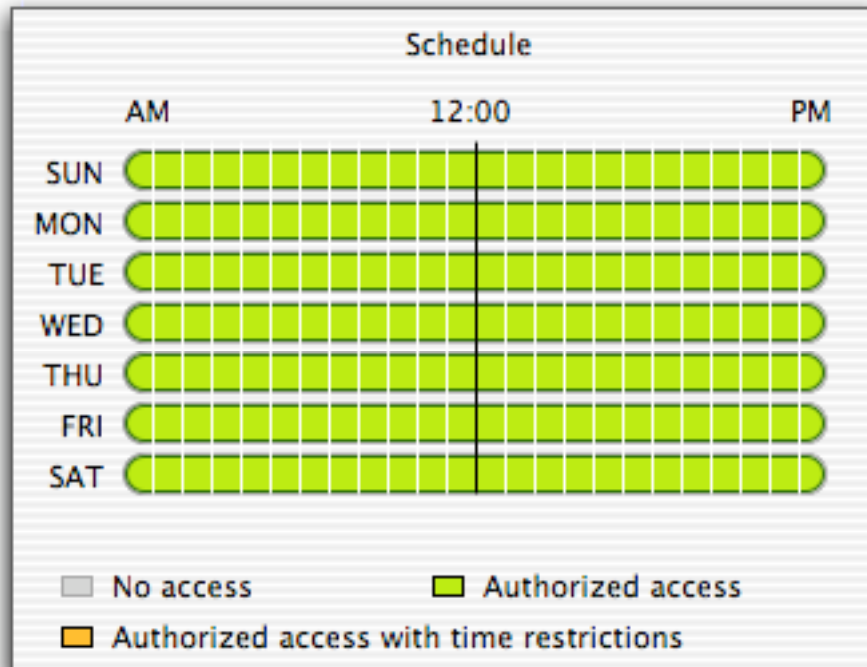 Schedule
AM 12:00 PM
SUN
MON
TUE
WED
THU
FRI
SAT
No access Authorized access
Authorized access with time restrictions